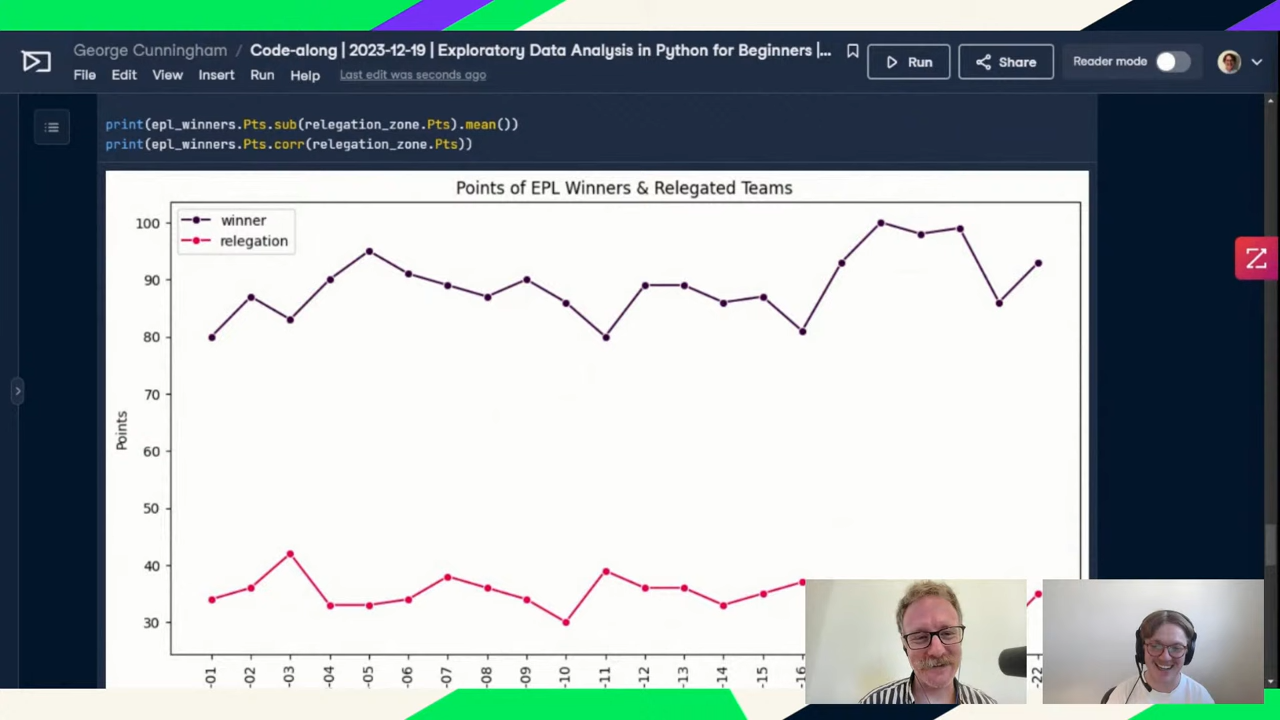 George Cunningham / Code-along | 2023-12-19 | Exploratory Data Analysis in Python for Beginners |...
Run
Share
Reader mode
File Edit View Insert Run Help Last edit was seconds ago
print(epl_winners.Pts.sub(relegation_zone.Pts).mean())
print(epl_winners.Pts.corr(relegation_zone.Pts))
Points of EPL Winners & Relegated Teams
winner
relegation
100
90
80
70
60
50
40
30
Points
-01
-02
-03
-04
-05
-06
-07
-08
-09
-10
-11
-12
-13
-14
-15
-16
-22